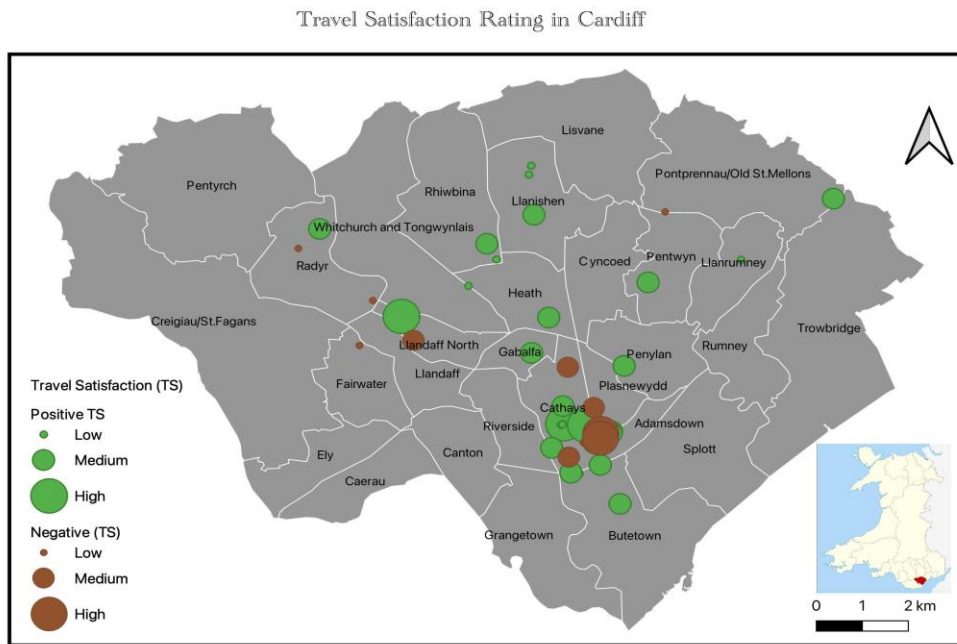 Travel Satisfaction Rating in Cardiff
Lisvane
Pentyrch
Pontprennau/Old St.Mellons
Rhiwbina
Llanishen
Whitchurch and Tongwynlais
Radyr
Cyncoed
Pentwyn
Llanrumney
Heath
Creigiau/St.Fagans
Trowbridge
Llandaff North
Gabalfa
Penylan
Rumney
Llandaff
Fairwater
Plasnewydd
Travel Satisfaction (TS)
Positive TS
Low
Medium
High
Negative (TS)
Low
Medium
High
Cathays
Riverside
Adamsdown
Splott
Ely
Canton
Caerau
Grangetown
Butetown
0 1 2 km